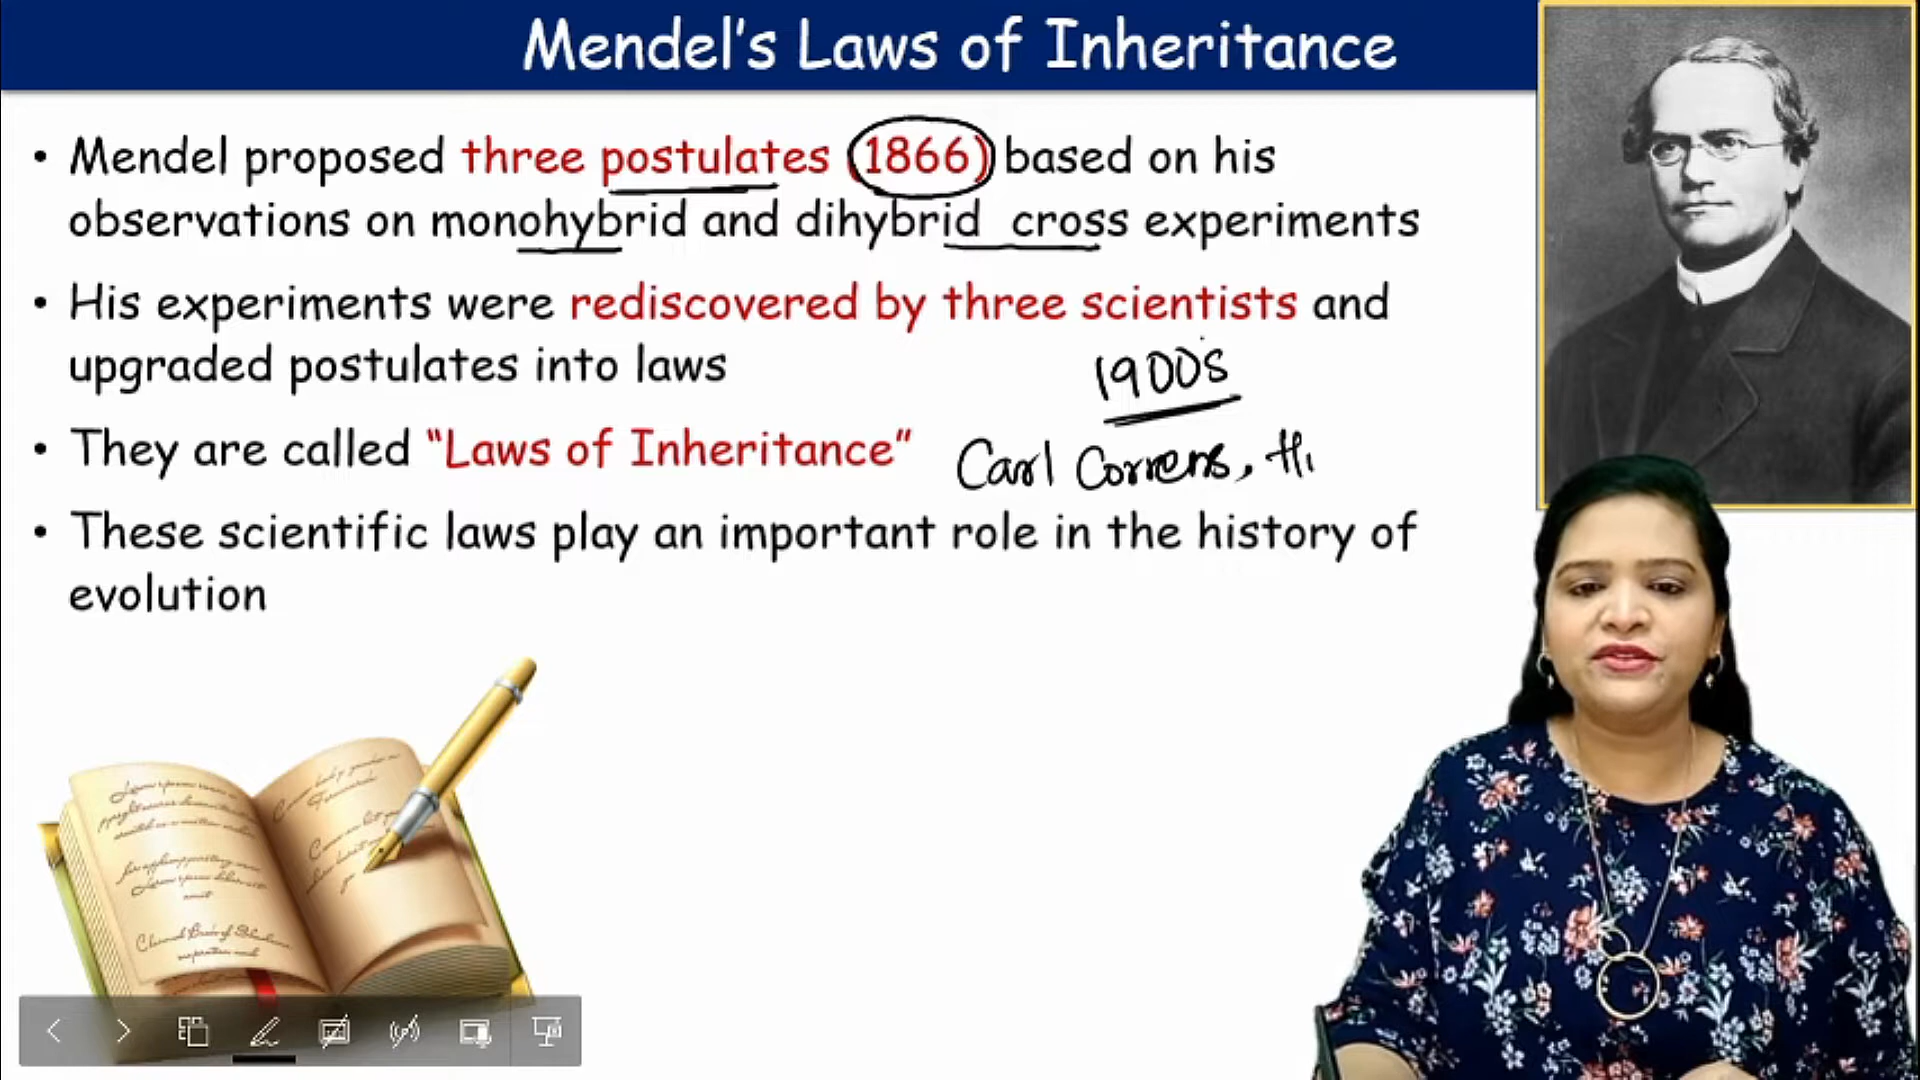 Mendel's Laws of Inheritance
• Mendel proposed three postulates (1866) based on his
observations on monohybrid and dihybrid cross experiments
• His experiments were rediscovered by three scientists and
upgraded postulates into laws
1900s
• They are called "Laws of Inheritance"
Carl Correns, H
• These scientific laws play an important role in the history of
evolution